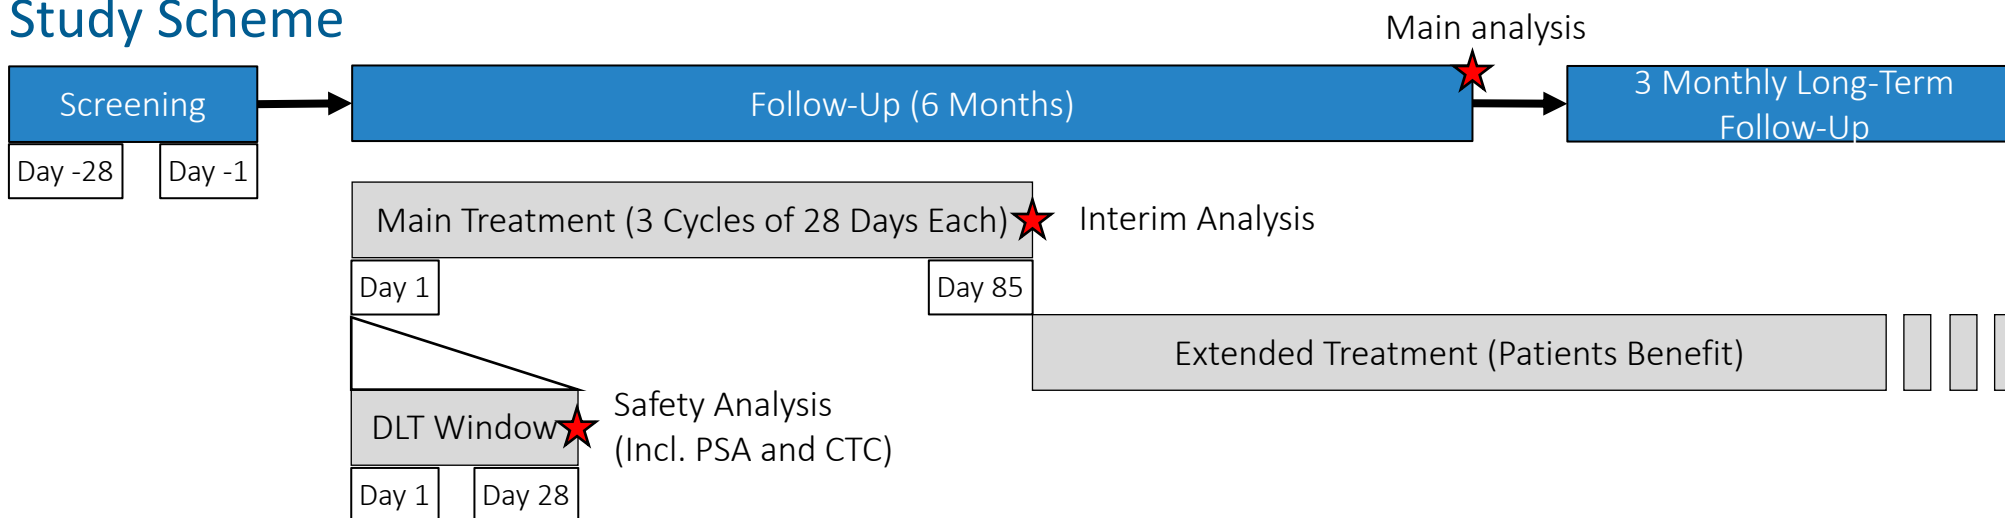 Study Scheme
Main analysis
Screening
Follow-Up (6 Months)
3 Monthly Long-Term
Follow-Up
Day -28
Day -1
Main Treatment (3 Cycles of 28 Days Each)
Interim Analysis
Day 1
Day 85
Extended Treatment (Patients Benefit)
DLT Window
Safety Analysis
(Incl. PSA and CTC)
Day 1
Day 28